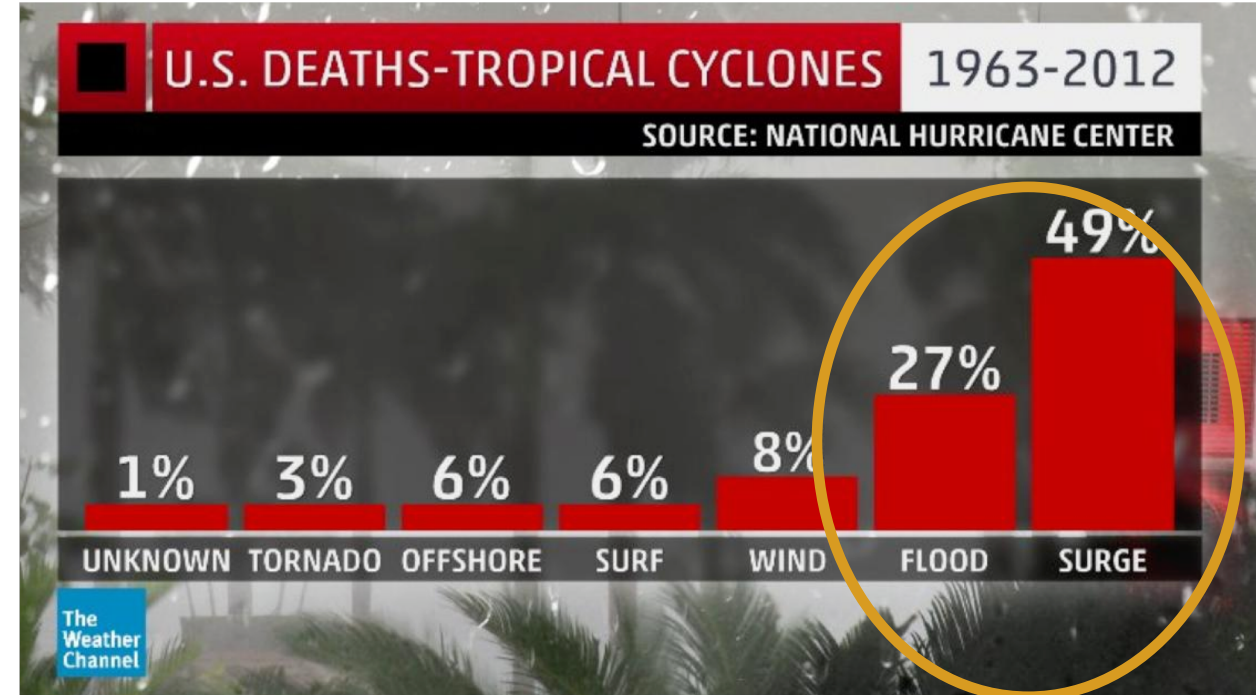 U.S. DEATHS-TROPICAL CYCLONES 1963-2012
SOURCE: NATIONAL HURRICANE CENTER
49%
27%
8%
1% 3% 6% 6%
UNKNOWN TORNADO OFFSHORE SURF WIND FLOOD SURGE
The
Weather
Channel